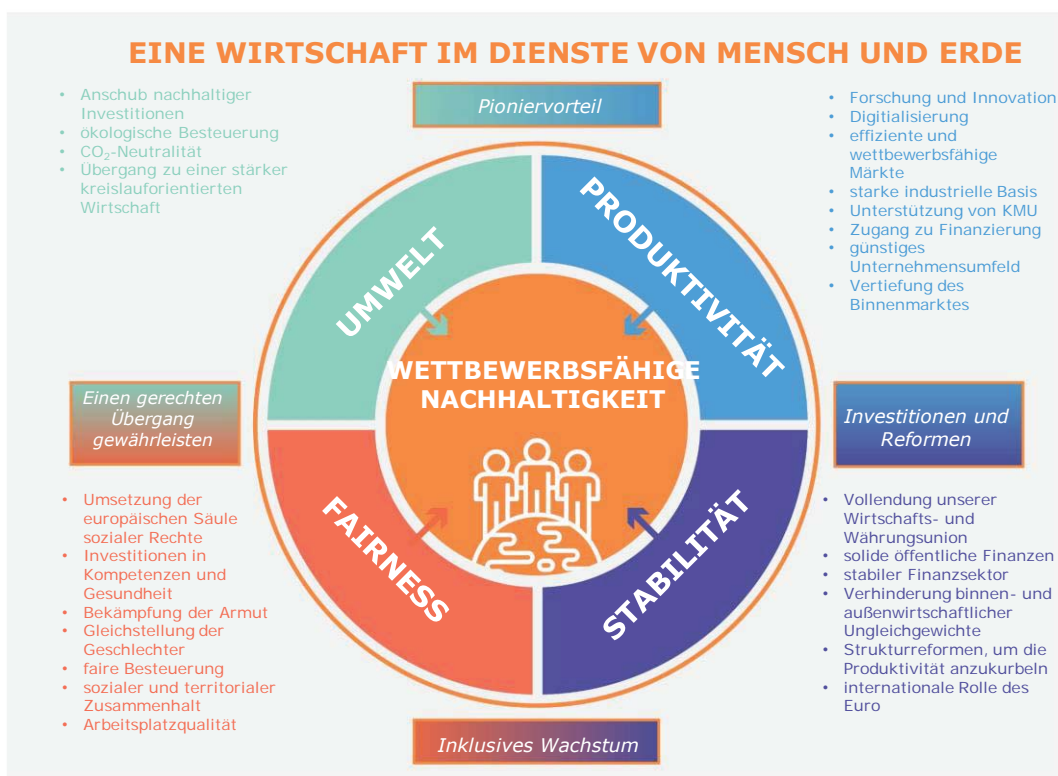 EINE WIRTSCHAFT IM DIENSTE VON MENSCH UND ERDE
Pioniervorteil
• Anschub nachhaltiger
Investitionen
• ökologische Besteuerung
• CO₂-Neutralität
• Übergang zu einer stärker
kreislauforientierten
Wirtschaft
• Forschung und Innovation
• Digitialisierung
• effiziente und
wettbewerbsfähige
Märkte
• starke industrielle Basis
• Unterstützung von KMU
• Zugang zu Finanzierung
• günstiges
Unternehmensumfeld
• Vertiefung des
Binnenmarktes
UMWELT
PRODUKTIVITÄT
WETTBEWERBSFÄHIGE
NACHHALTIGKEIT
FAIRNESS
STABILITÄT
Einen gerechten
Übergang
gewährleisten
Investitionen und
Reformen
• Umsetzung der
europäischen Säule
sozialer Rechte
• Investitionen in
Kompetenzen und
Gesundheit
• Bekämpfung der Armut
• Gleichstellung der
Geschlechter
• faire Besteuerung
• sozialer und territorialer
Zusammenhalt
• Arbeitsplatzqualität
• Vollendung unserer
Wirtschafts- und
Währungsunion
• solide öffentliche Finanzen
• stabiler Finanzsektor
• Verhinderung binnen- und
außenwirtschaftlicher
Ungleichgewichte
• Strukturreformen, um die
Produktivität anzukurbeln
• internationale Rolle des
Euro
Inklusives Wachstum